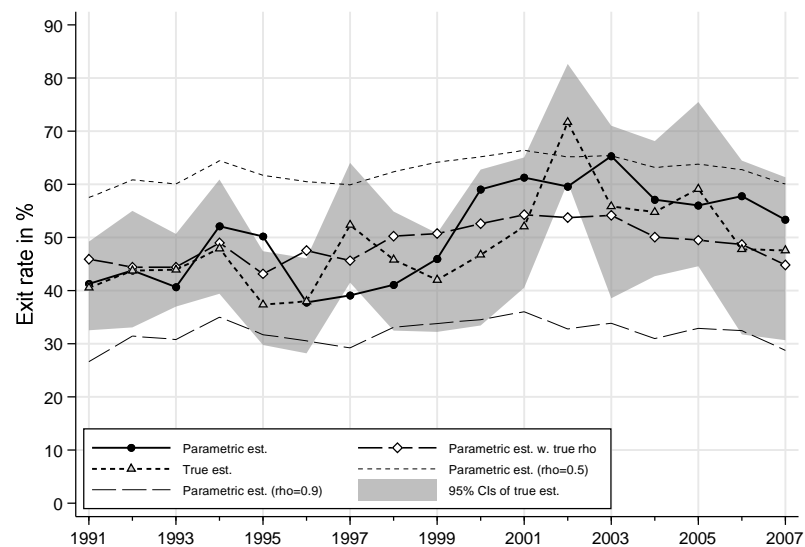 90
80
70
60
50
40
30
20
10
0
Exit rate in %
Parametric est.
Parametric est. w. true rho
True est.
Parametric est. (rho=0.5)
Parametric est. (rho=0.9)
95% CIs of true est.
1991 1993 1995 1997 1999 2001 2003 2005 2007